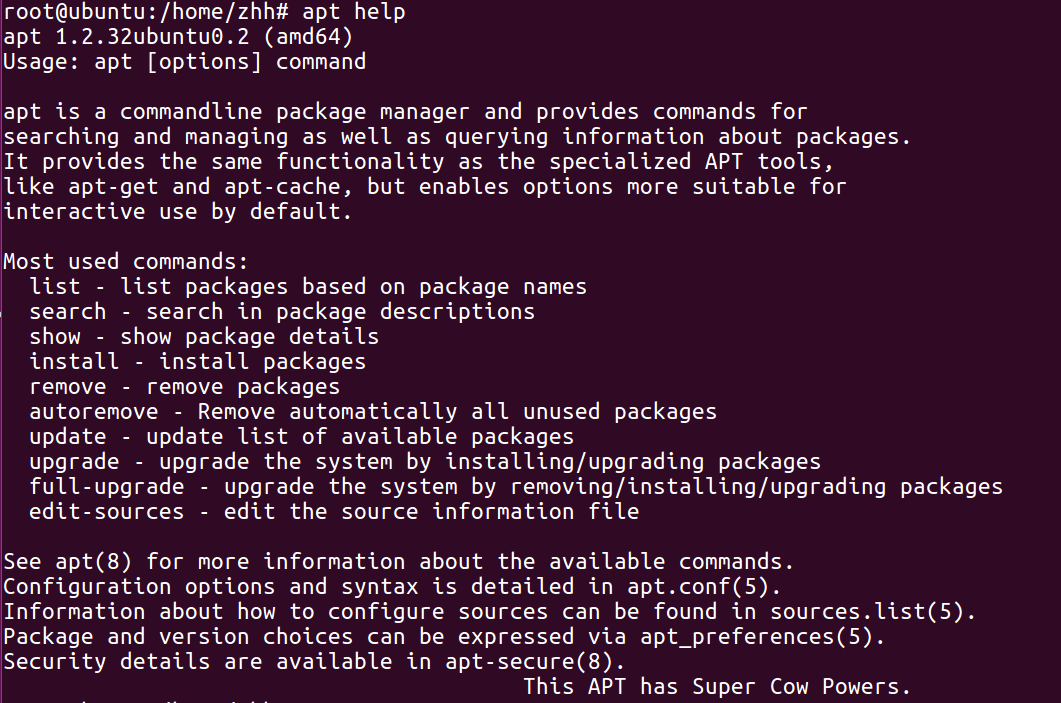 root@ubuntu:/home/zhh# apt help
apt 1.2.32ubuntu0.2 (amd64)
Usage: apt [options] command

apt is a commandline package manager and provides commands for
searching and managing as well as querying information about packages.
It provides the same functionality as the specialized APT tools,
like apt-get and apt-cache, but enables options more suitable for
interactive use by default.

Most used commands:
  list - list packages based on package names
  search - search in package descriptions
  show - show package details
  install - install packages
  remove - remove packages
  autoremove - Remove automatically all unused packages
  update - update list of available packages
  upgrade - upgrade the system by installing/upgrading packages
  full-upgrade - upgrade the system by removing/installing/upgrading packages
  edit-sources - edit the source information file

See apt(8) for more information about the available commands.
Configuration options and syntax is detailed in apt.conf(5).
Information about how to configure sources can be found in sources.list(5).
Package and version choices can be expressed via apt_preferences(5).
Security details are available in apt-secure(8).
                                        This APT has Super Cow Powers.